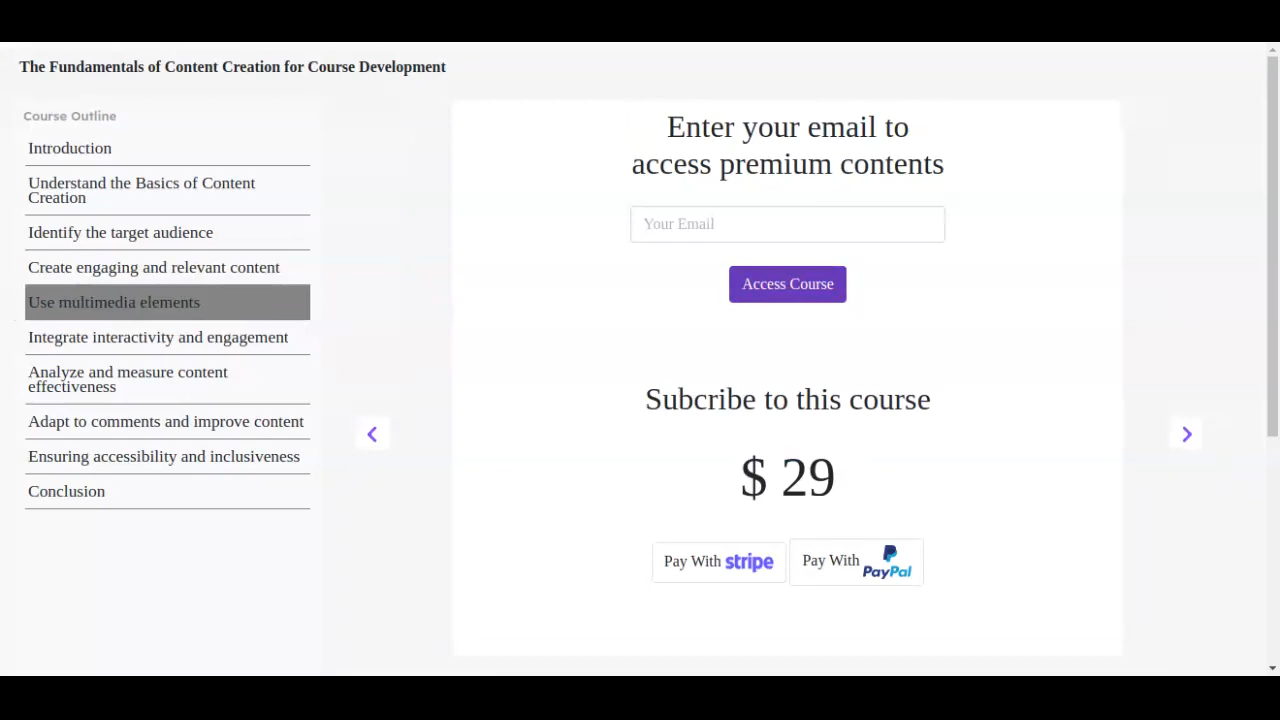 The Fundamentals of Content Creation for Course Development
Course Outline
Introduction
Understand the Basics of Content
Creation
Identify the target audience
Create engaging and relevant content
Use multimedia elements
Integrate interactivity and engagement
Analyze and measure content
effectiveness
Adapt to comments and improve content
Ensuring accessibility and inclusiveness
Conclusion
Enter your email to
access premium contents
Your Email
Access Course
Subcribe to this course
$ 29
Pay With stripe
Pay With PayPal